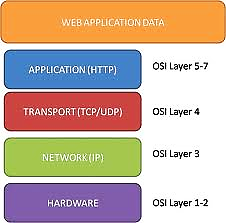 WEB APPLICATION DATA
APPLICATION (HTTP) OSI Layer 5-7
TRANSPORT (TCP/UDP) OSI Layer 4
NETWORK (IP) OSI Layer 3
HARDWARE OSI Layer 1-2